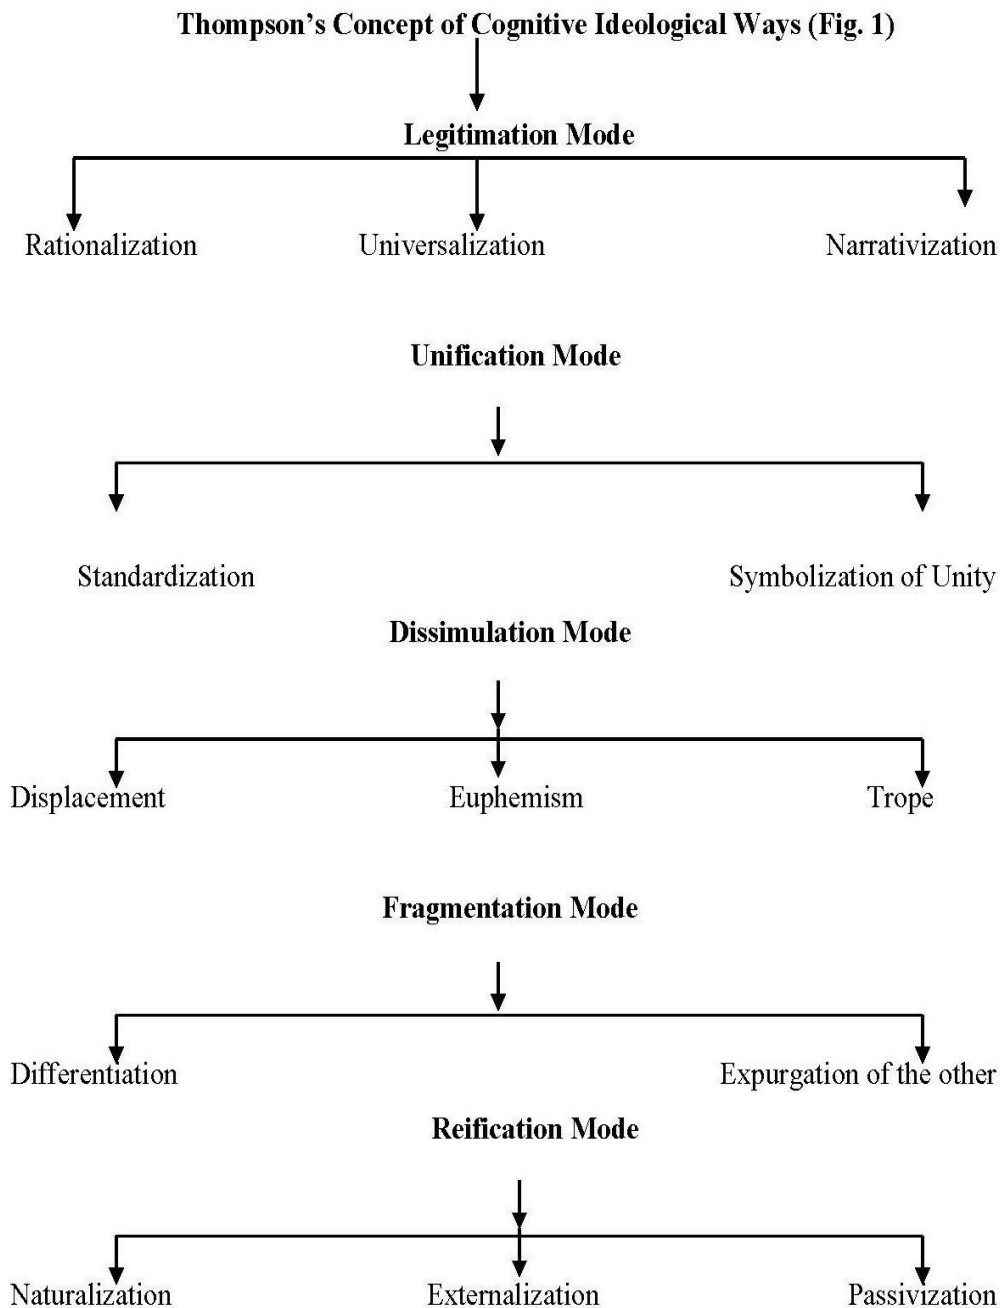 Thompson’s Concept of Cognitive Ideological Ways (Fig. 1)
Legitimation Mode
Rationalization Universalization Narrativization
Unification Mode
Standardization Symbolization of Unity
Dissimulation Mode
Displacement Euphemism Trope
Fragmentation Mode
Differentiation Expurgation of the other
Reification Mode
Naturalization Externalization Passivization